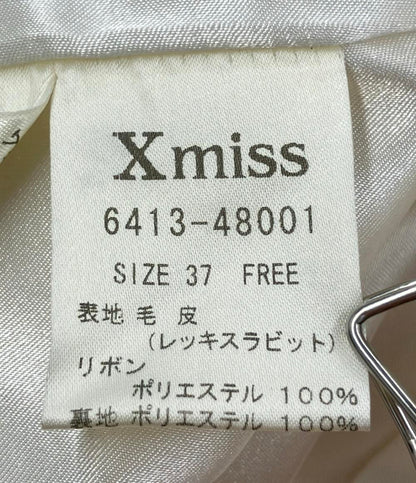 Xmiss
6413-48001
SIZE 37 FREE
表地 毛 皮
(レッキスラビット)
リボン
ポリエステル 100%
裏地 ポリエステル 100%